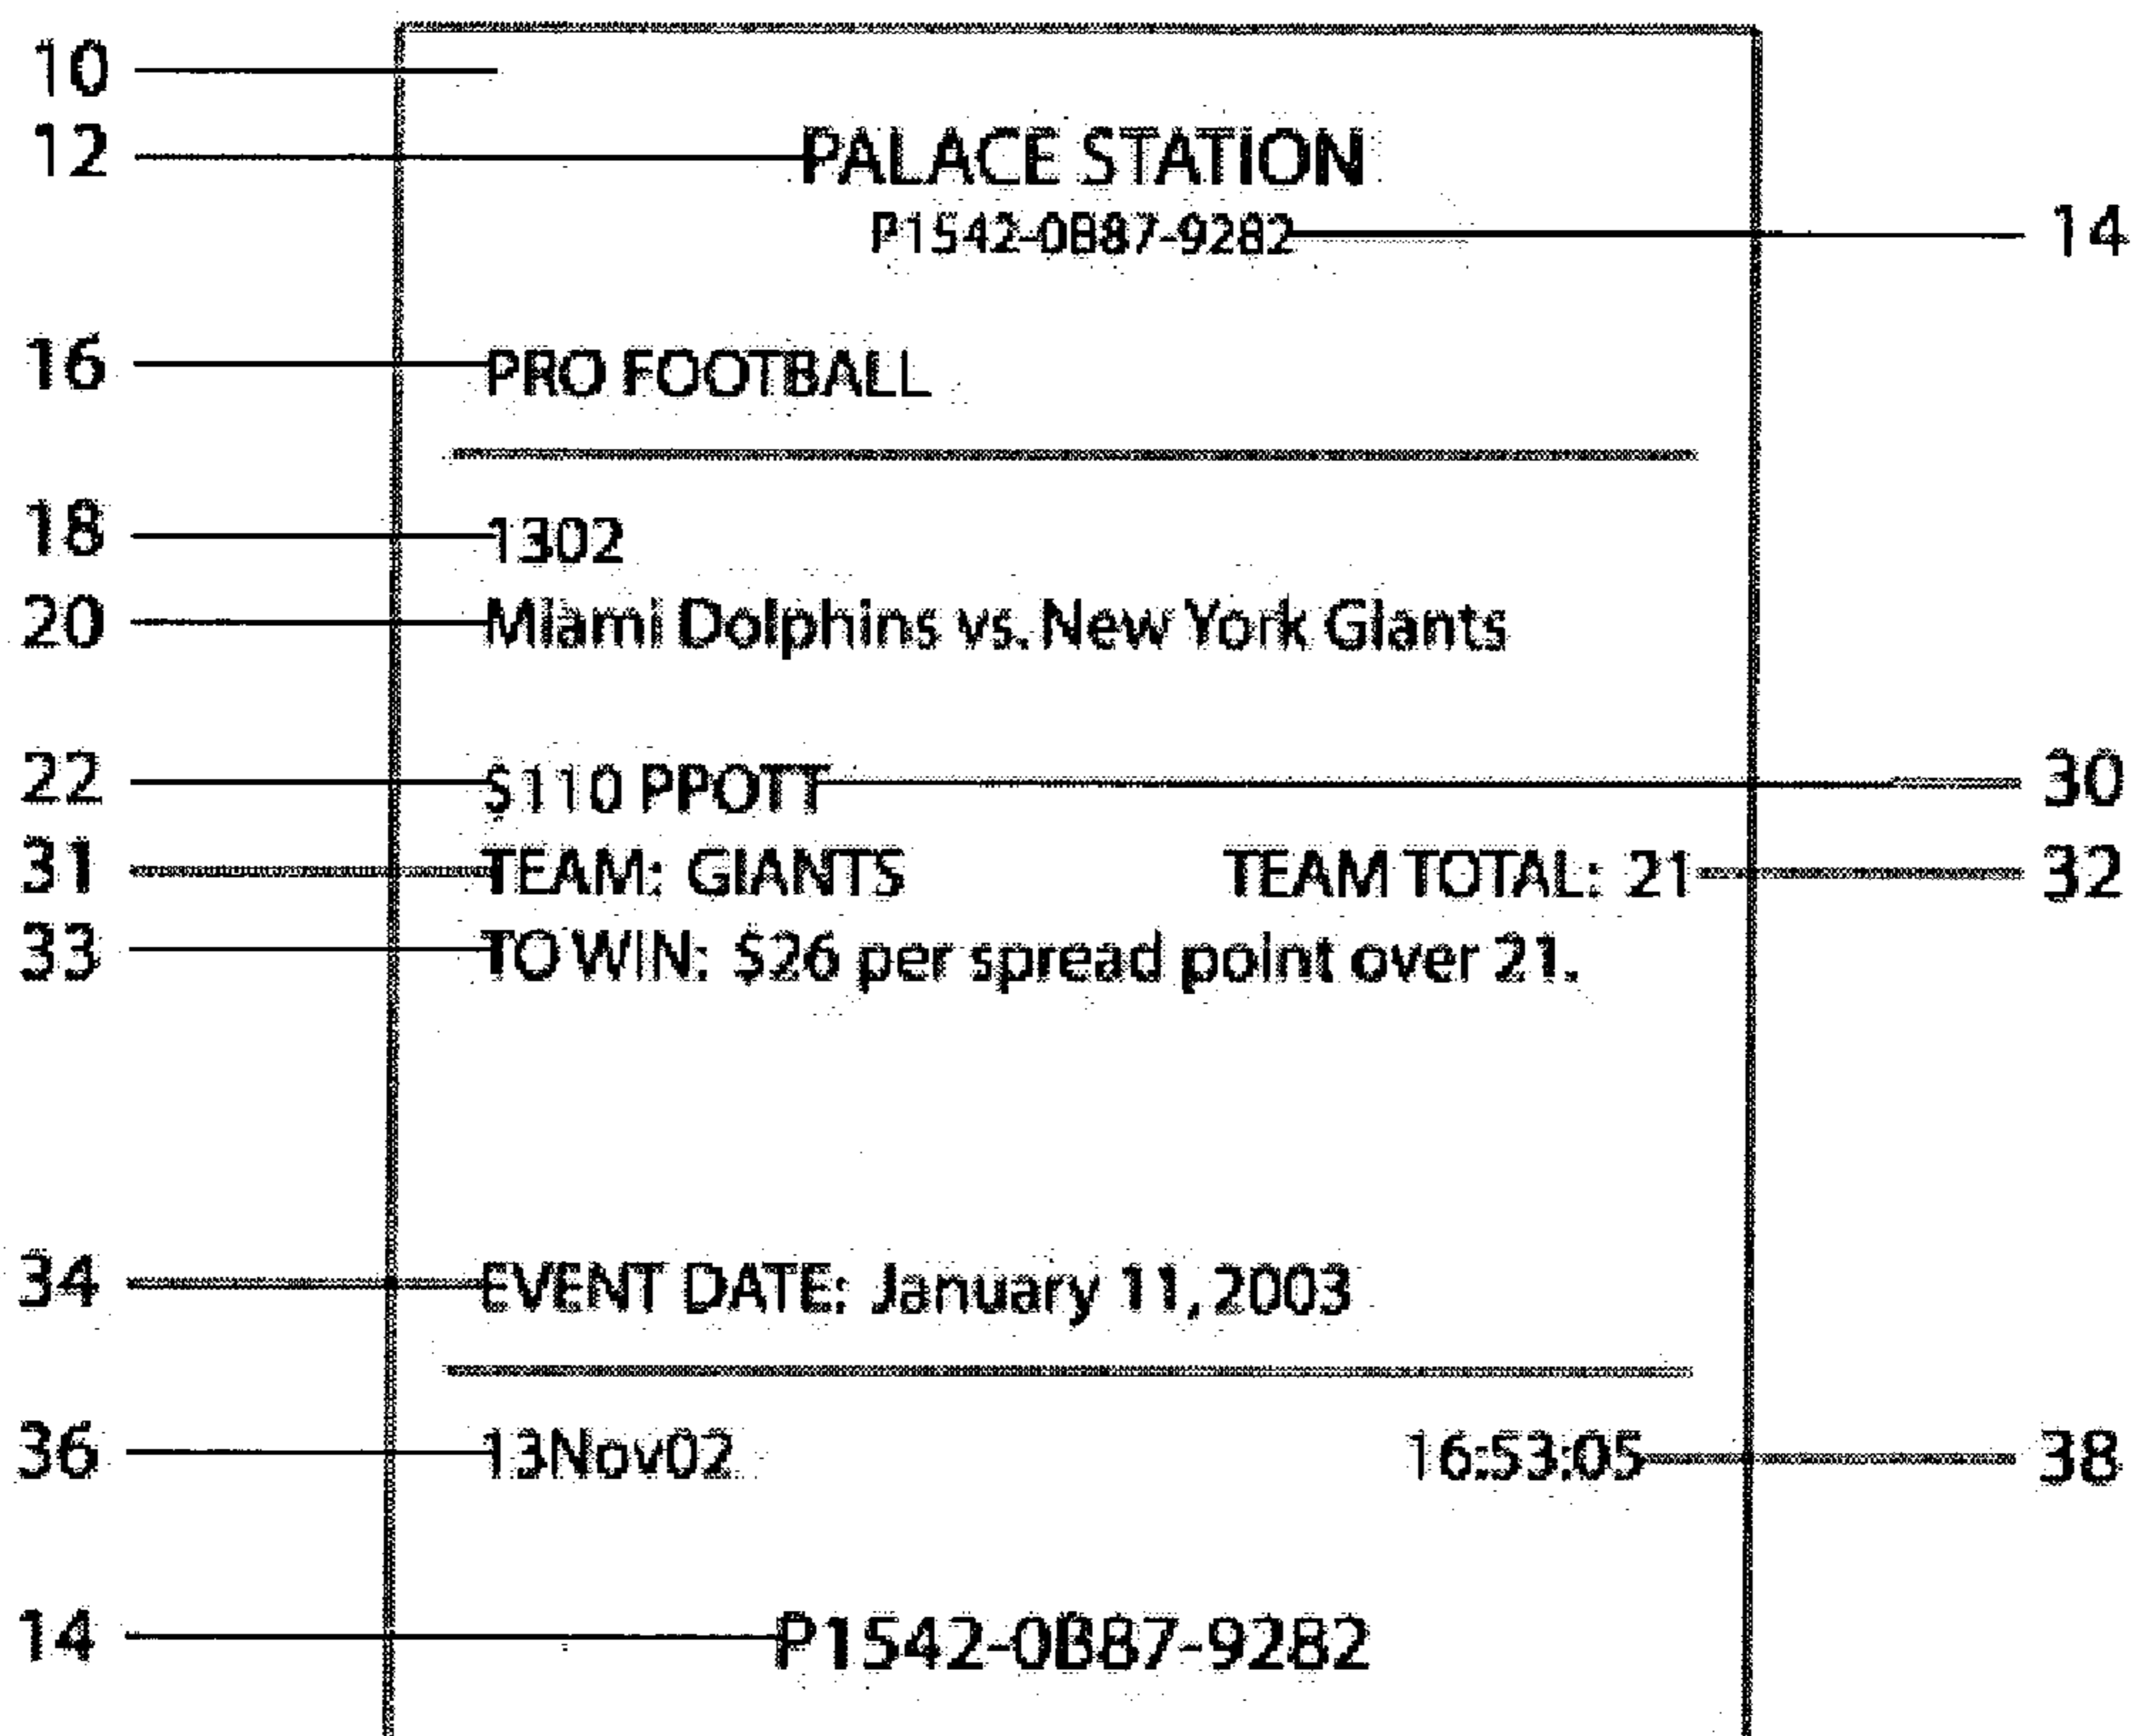 10
12 PALACE STATION
P1542-0887-9282 14
16 PRO FOOTBALL
18 1302
20 Miami Dolphins vs. New York Giants
22 $110 PPOTT 30
31 TEAM: GIANTS TEAM TOTAL: 21 32
33 TO WIN: $26 per spread point over 21.
34 EVENT DATE: January 11, 2003
36 13Nov02 16:53:05 38
14 P1542-0887-9282